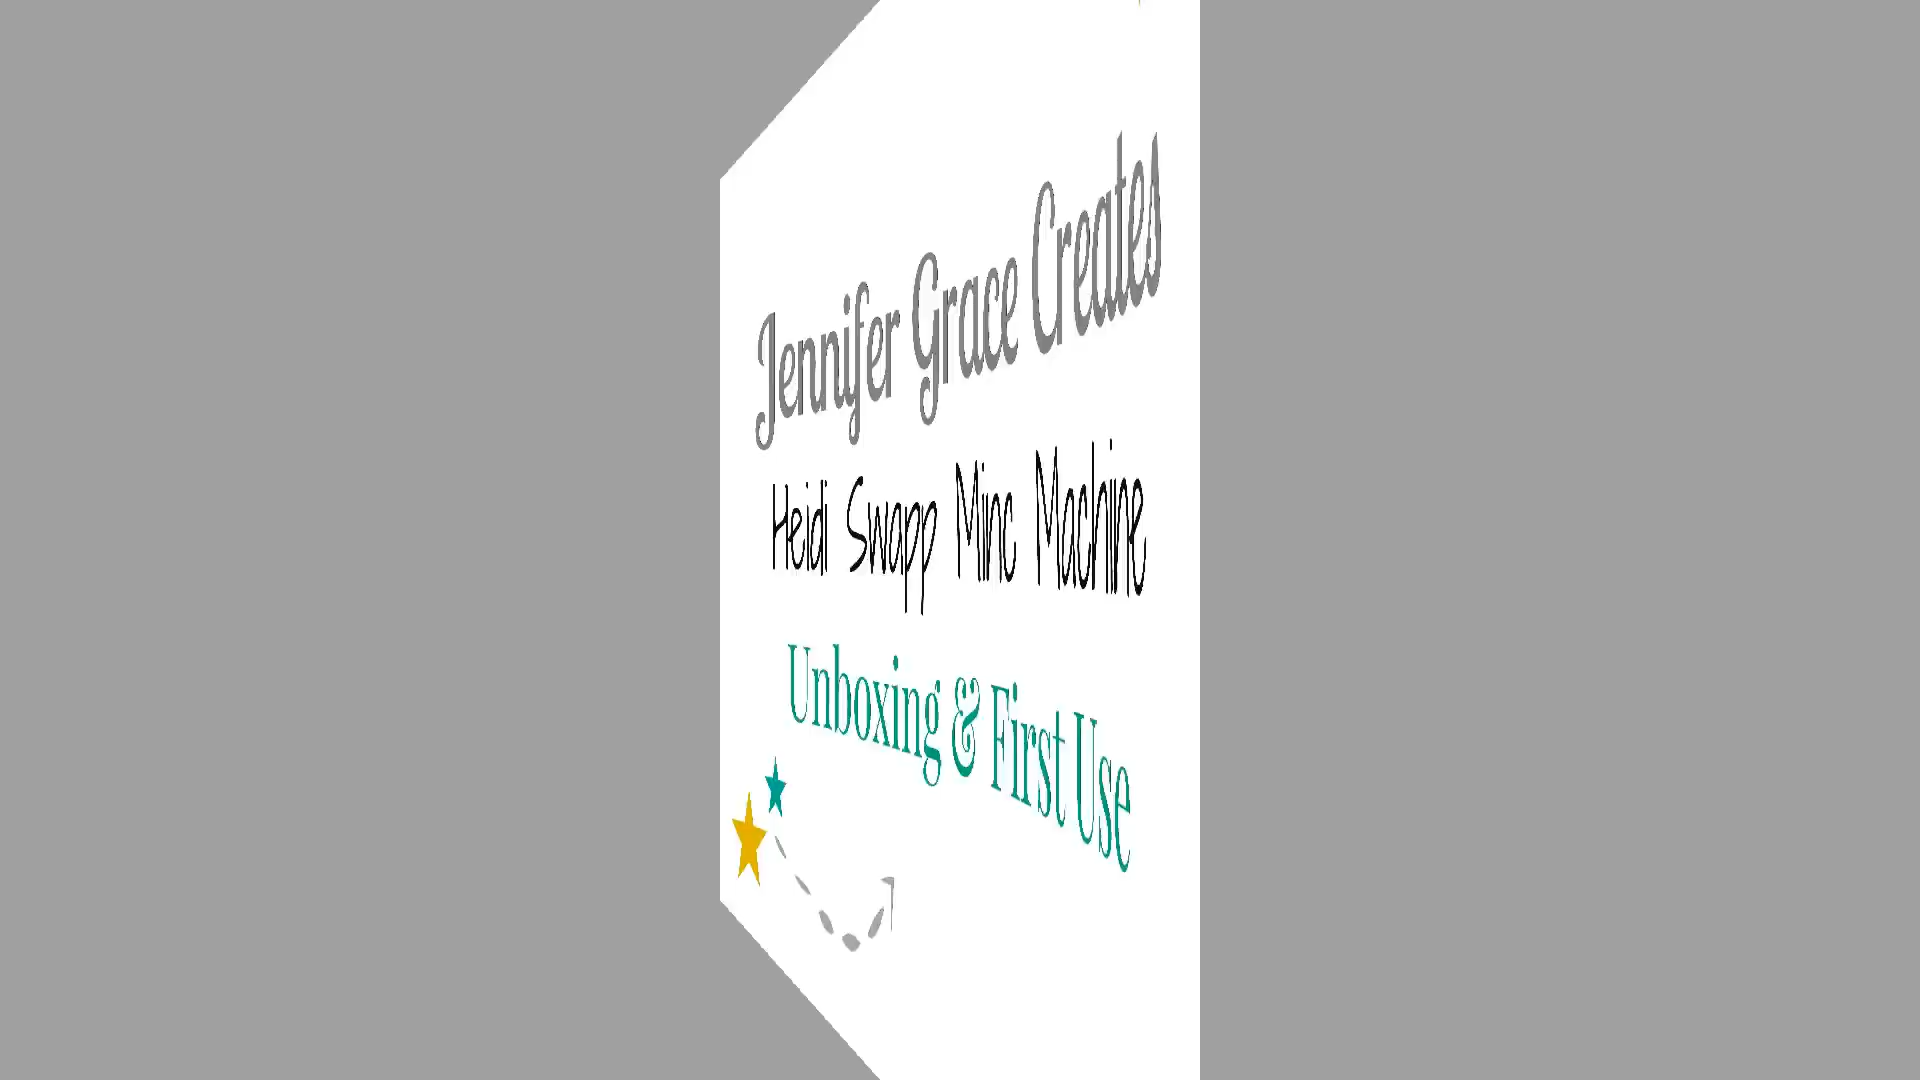 Jennifer Grace Creates
Heidi Swapp Minc Machine
Unboxing & First Use